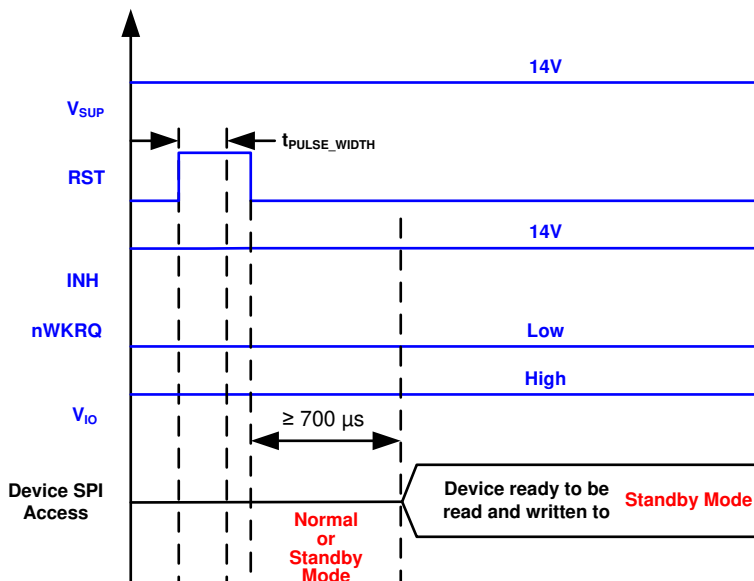 14V
VSUP
tPULSE_WIDTH
RST
14V
INH
nWKRQ
Low
High
VIO
≥ 700 µs
Device SPI
Access
Device ready to be
read and written to
Standby Mode
Normal
or
Standby
Mode